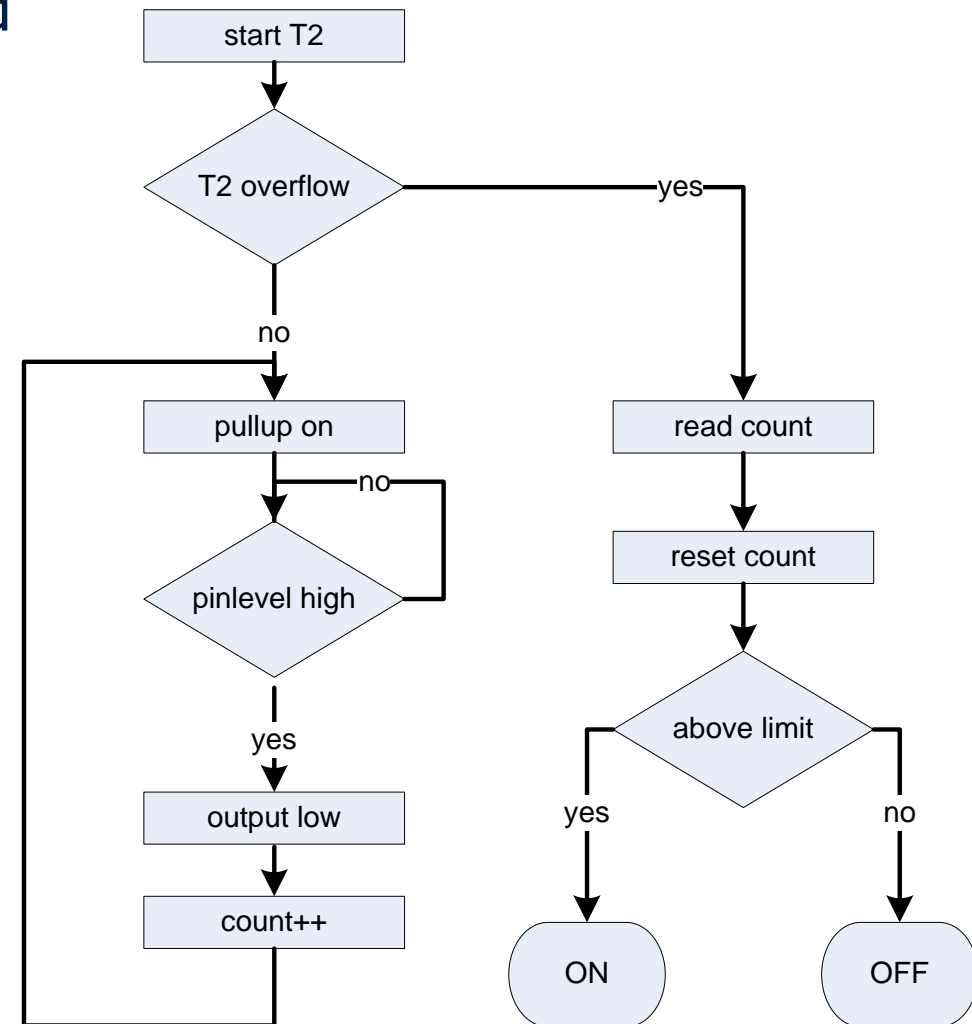 start T2
T2 overflow
yes
no
pullup on
read count
no
reset count
pinlevel high
above limit
yes
output low
yes
no
count++
ON
OFF